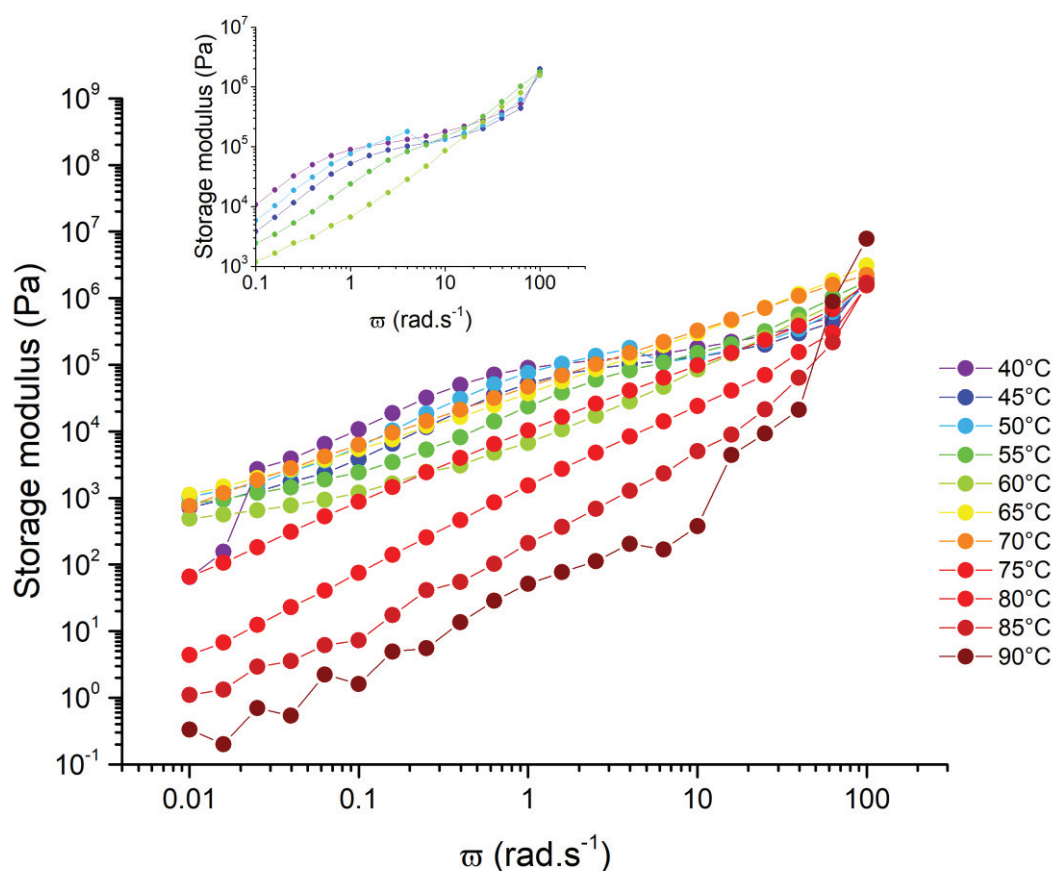 10⁷
10⁶
10⁵
10⁴
10³
Storage modulus (Pa)
0.1 1 10 100
ϖ (rad.s⁻¹)
10⁹
10⁸
10⁷
10⁶
10⁵
10⁴
10³
10²
10¹
10⁰
10⁻¹
Storage modulus (Pa)
0.01 0.1 1 10 100
ϖ (rad.s⁻¹)
40°C
45°C
50°C
55°C
60°C
65°C
70°C
75°C
80°C
85°C
90°C